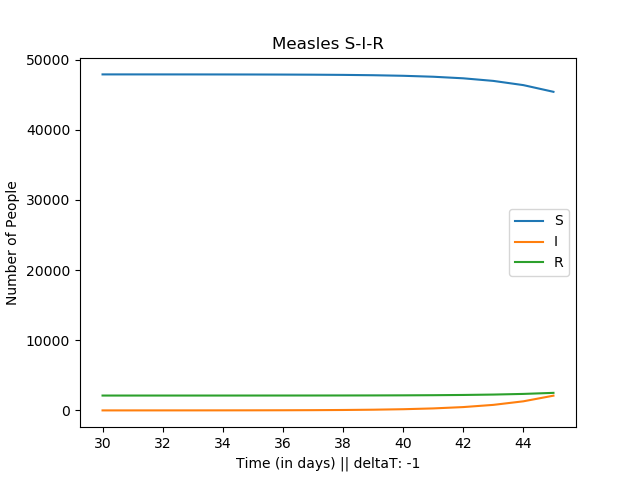 Measles S-I-R
Number of People
50000
40000
30000
20000
10000
0
S
I
R
30 32 34 36 38 40 42 44
Time (in days) || deltaT: -1